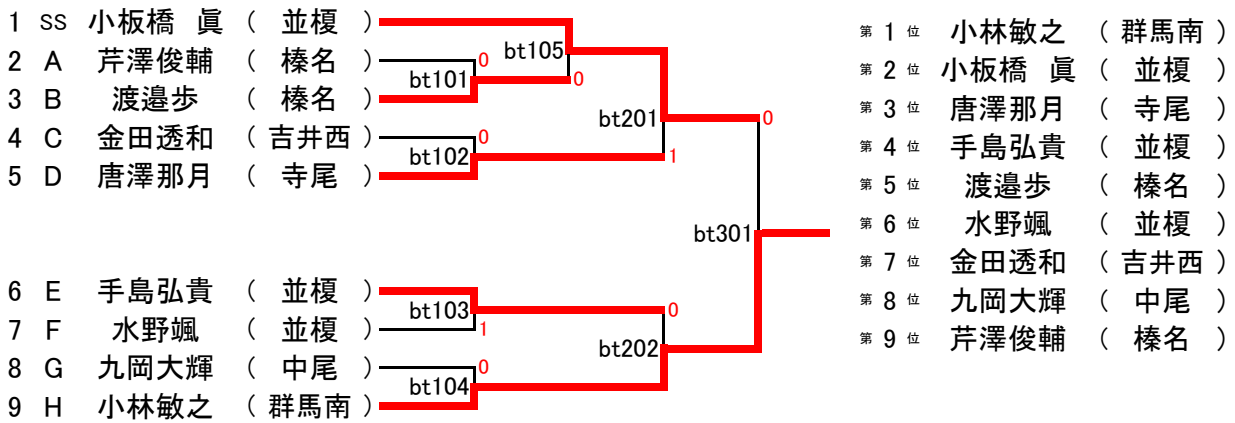 1 SS 小板橋 眞 ( 並榎 )
2 A 芹澤俊輔 ( 榛名 )
3 B 渡邉歩 ( 榛名 )
4 C 金田透和 ( 吉井西 )
5 D 唐澤那月 ( 寺尾 )
6 E 手島弘貴 ( 並榎 )
7 F 水野颯 ( 並榎 )
8 G 九岡大輝 ( 中尾 )
9 H 小林敏之 ( 群馬南 )
bt105
0
bt101
0
bt201
0
0
bt102
1
bt301
bt103
0
1
bt202
0
bt104
第 1 位 小林敏之 ( 群馬南 )
第 2 位 小板橋 眞 ( 並榎 )
第 3 位 唐澤那月 ( 寺尾 )
第 4 位 手島弘貴 ( 並榎 )
第 5 位 渡邉歩 ( 榛名 )
第 6 位 水野颯 ( 並榎 )
第 7 位 金田透和 ( 吉井西 )
第 8 位 九岡大輝 ( 中尾 )
第 9 位 芹澤俊輔 ( 榛名 )